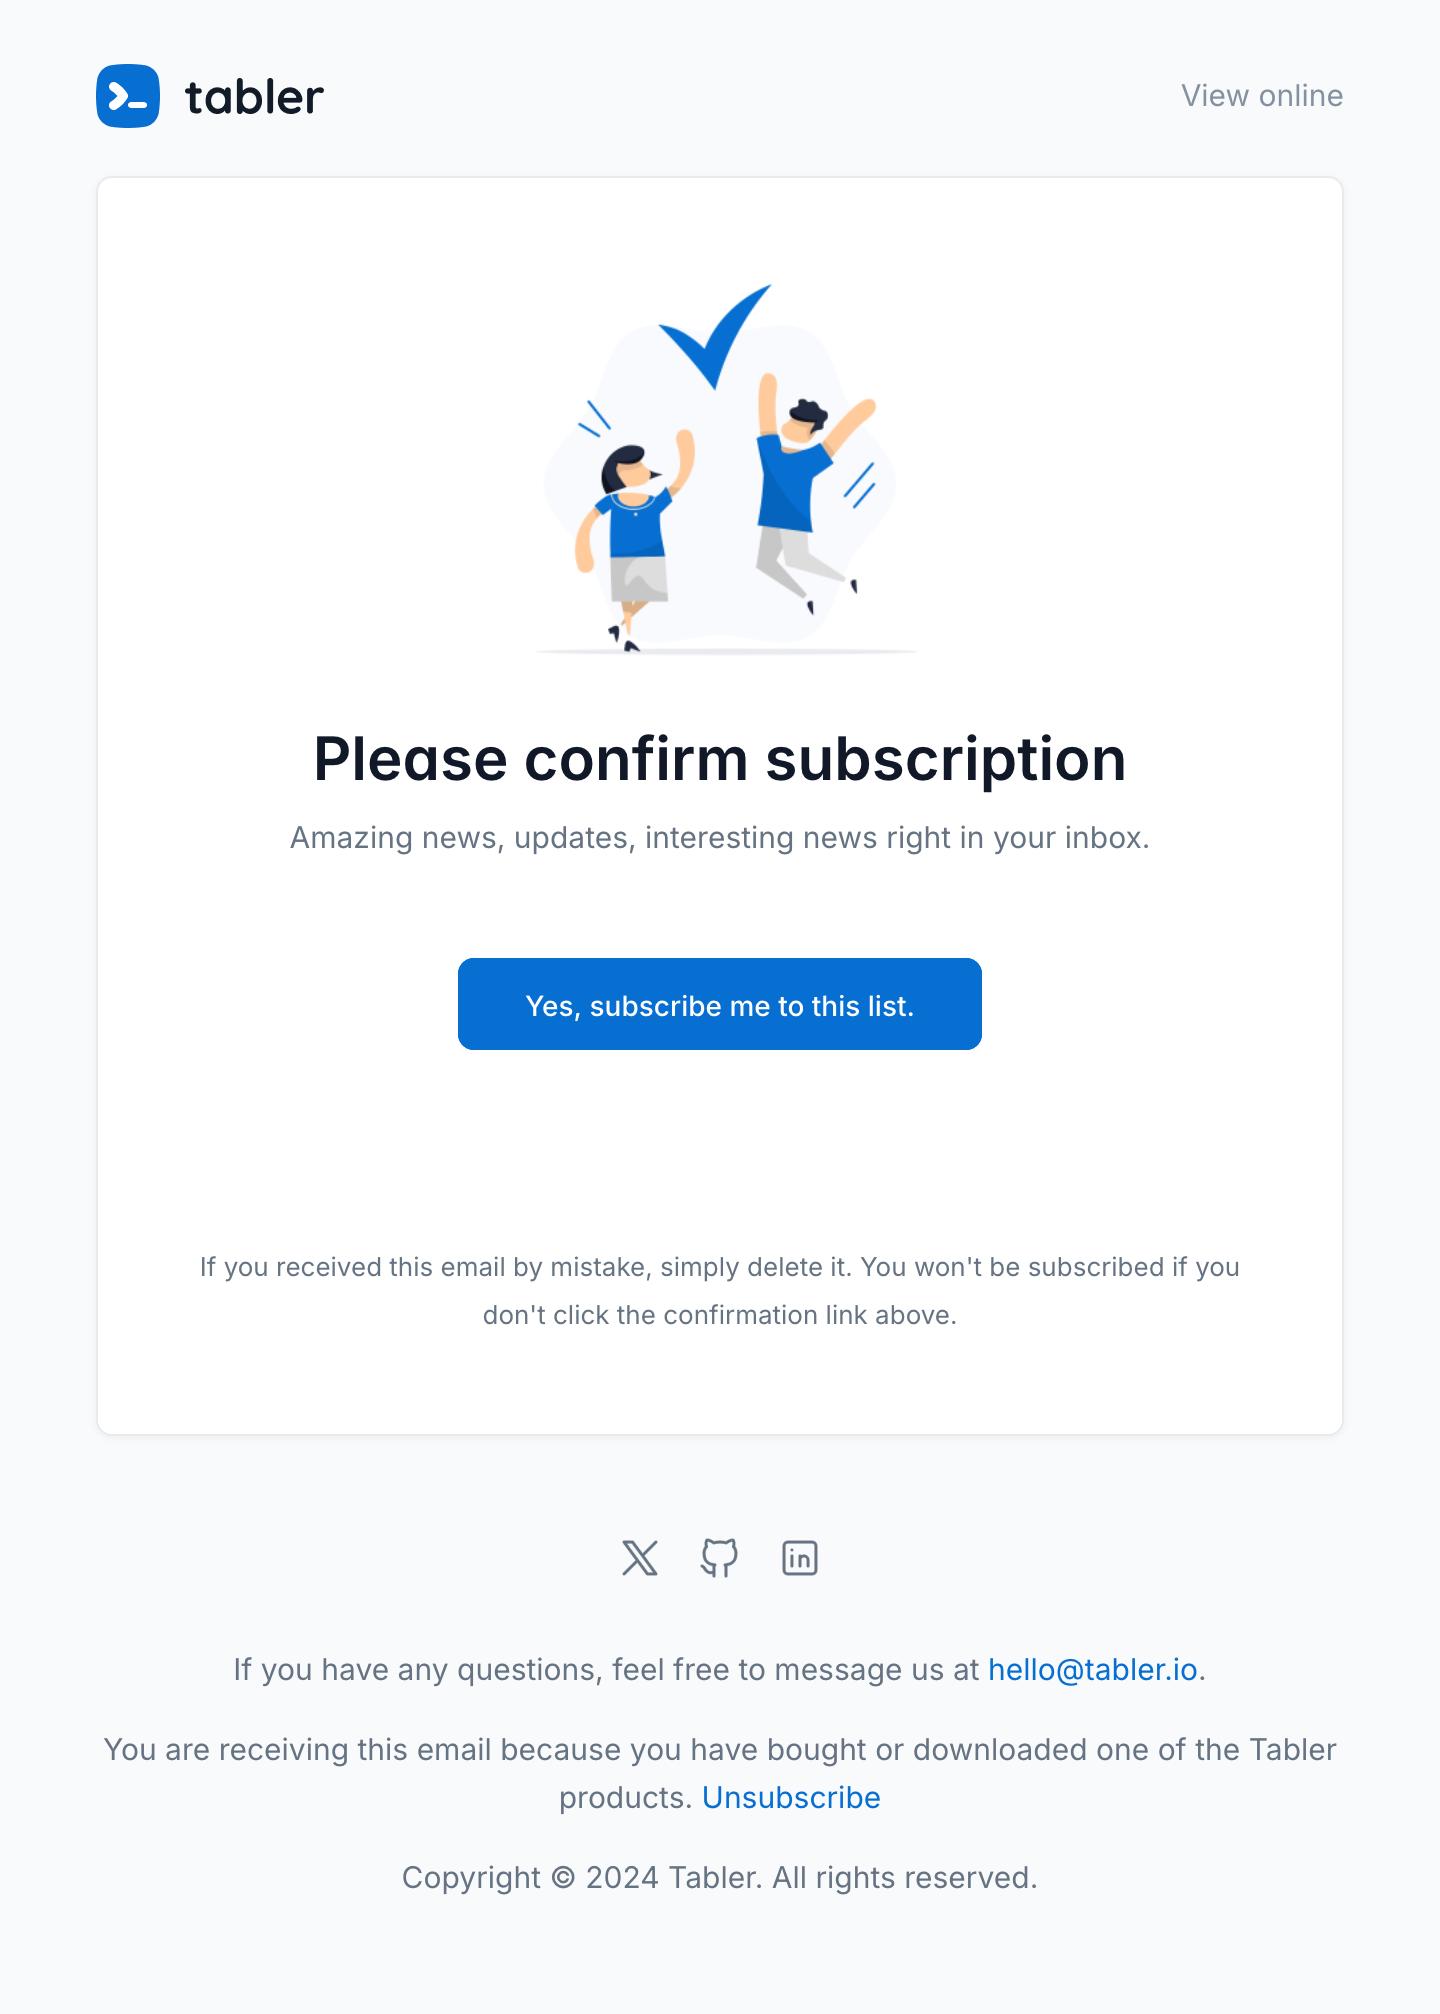 tabler
View online
Please confirm subscription
Amazing news, updates, interesting news right in your inbox.
Yes, subscribe me to this list.
If you received this email by mistake, simply delete it. You won't be subscribed if you
don't click the confirmation link above.
If you have any questions, feel free to message us at hello@tabler.io.
You are receiving this email because you have bought or downloaded one of the Tabler
products. Unsubscribe
Copyright © 2024 Tabler. All rights reserved.